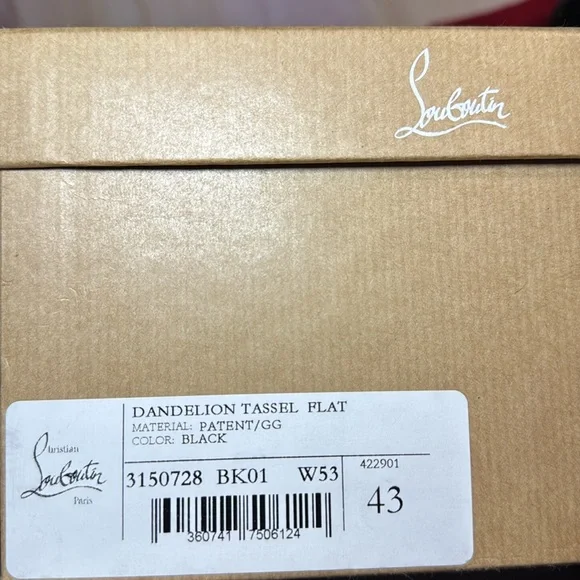 Louboutin
DANDELION TASSEL FLAT
MATERIAL: PATENT/GG
COLOR: BLACK
Christian
Louboutin
Paris
3150728 BK01 W53
422901
43
360741 7506124